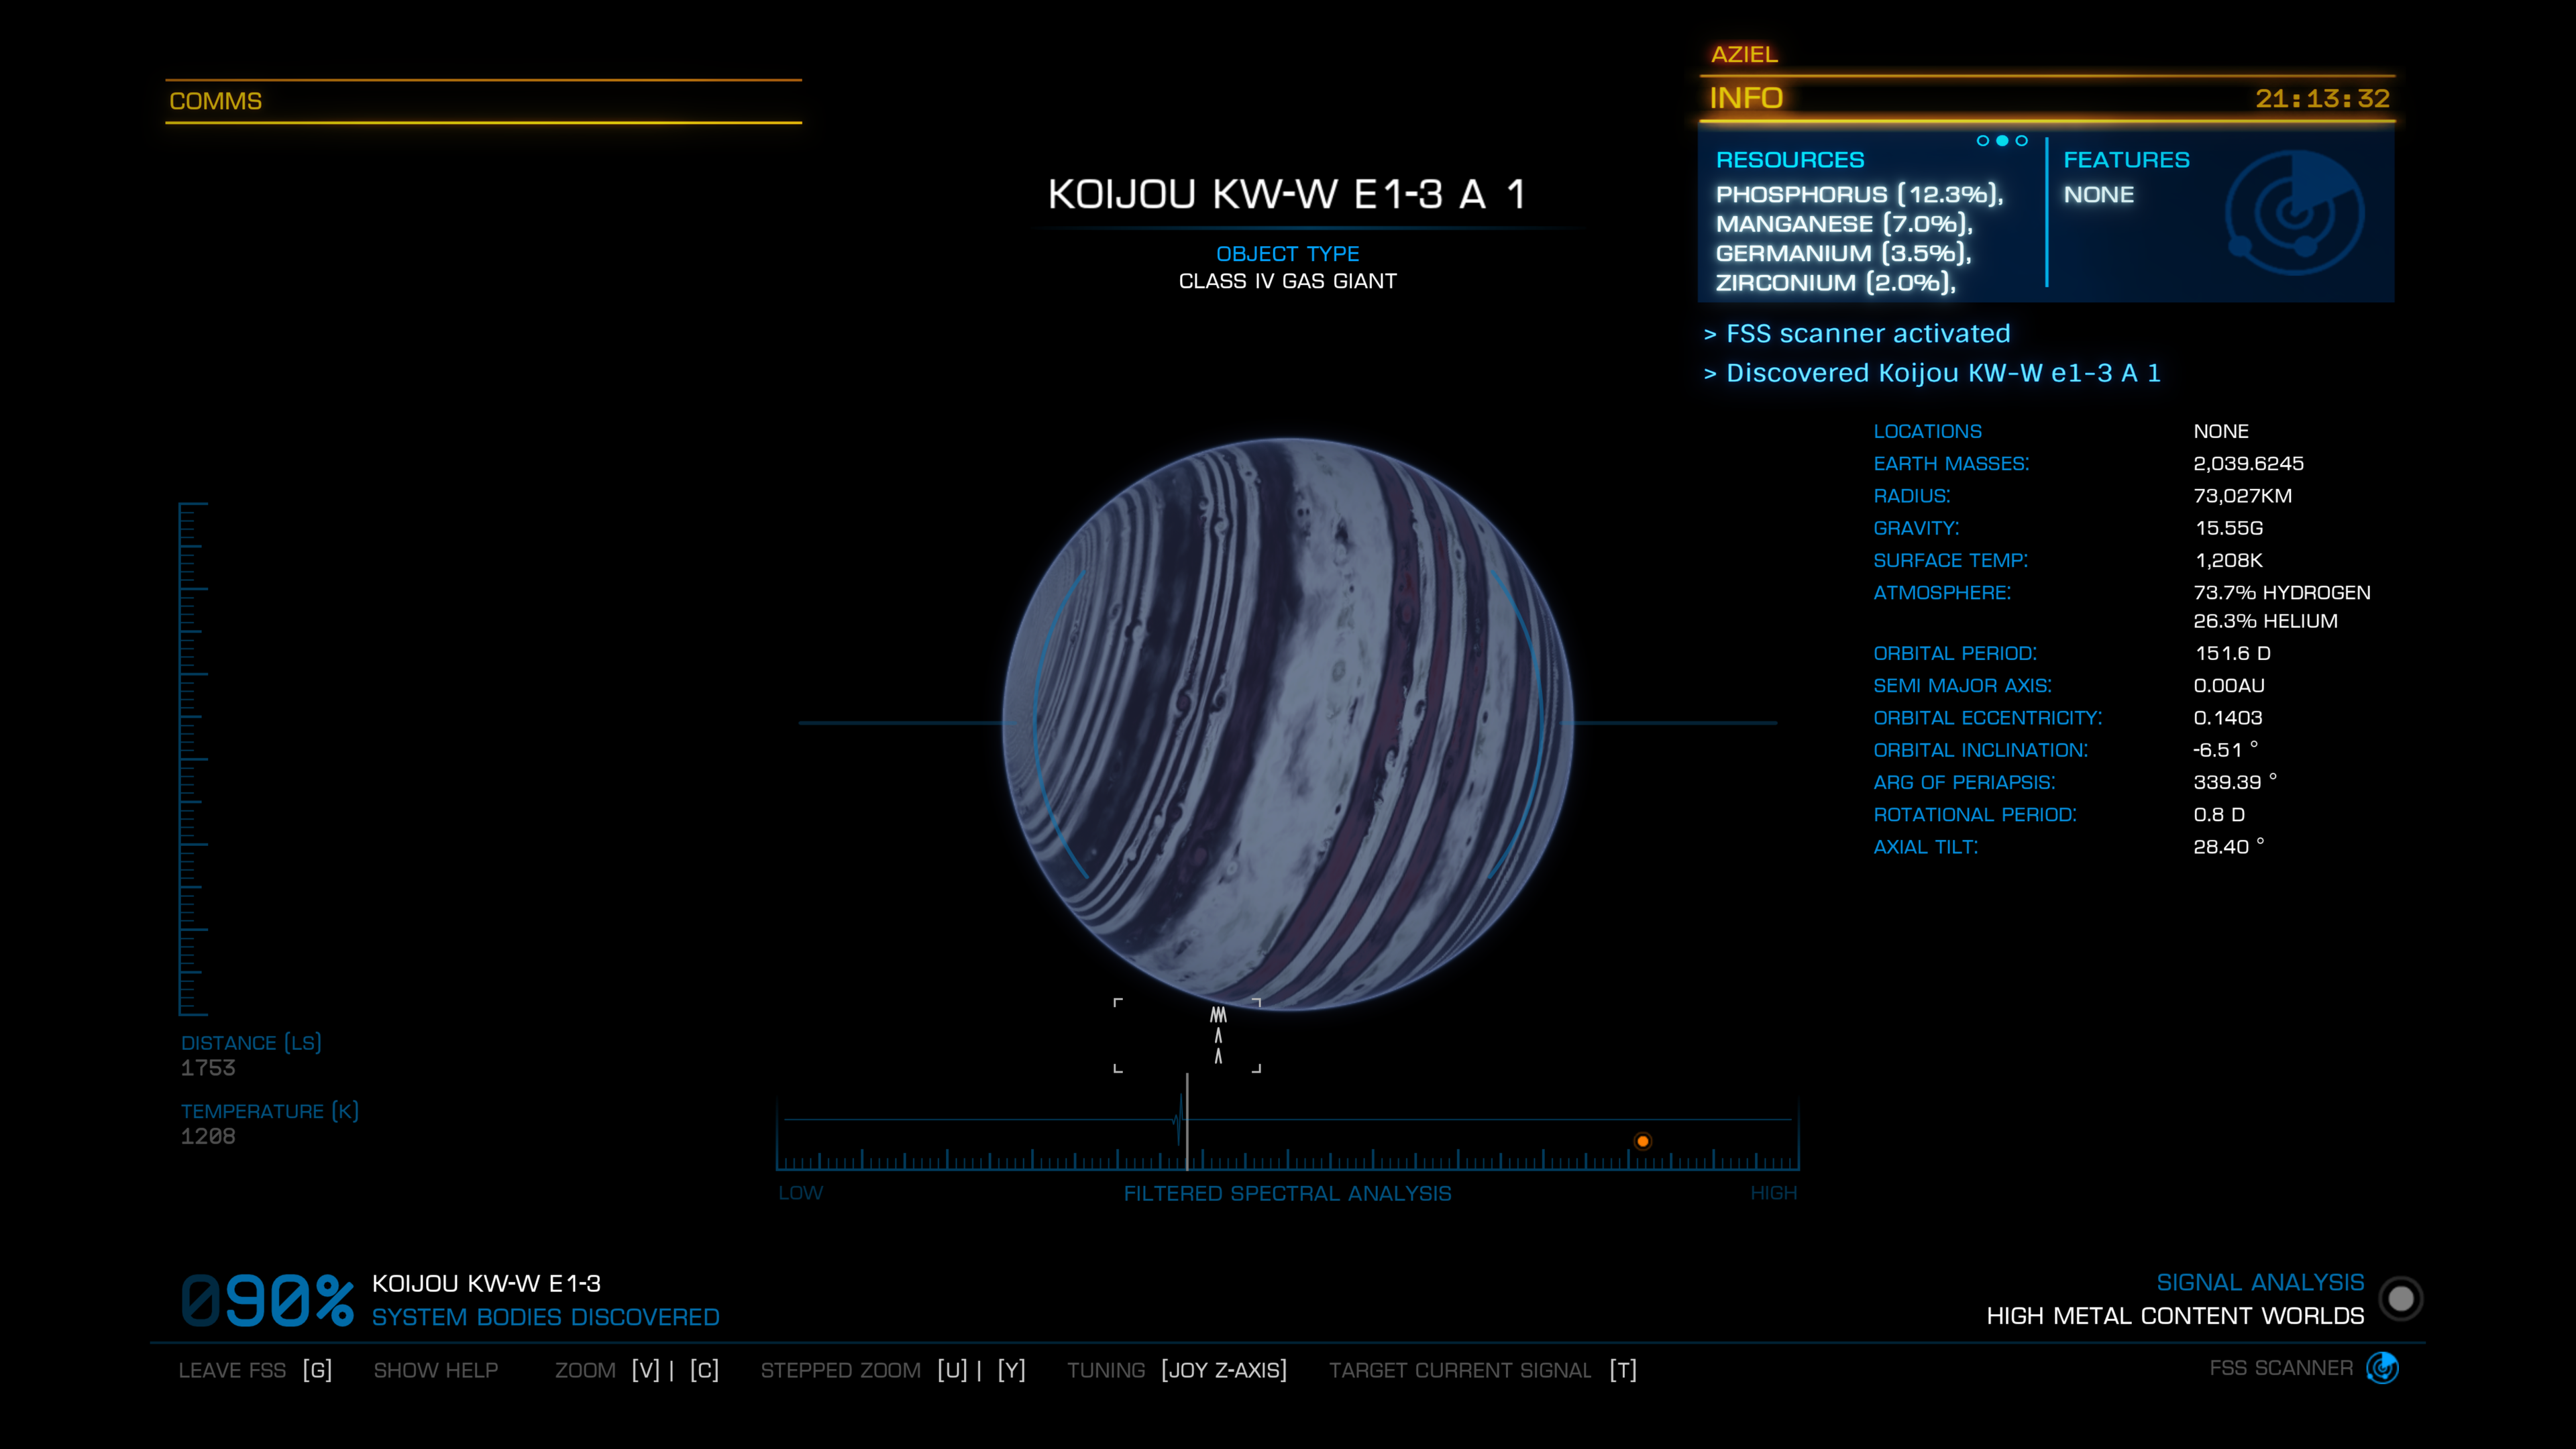 COMMS
AZIEL
INFO 21:13:32
RESOURCES
PHOSPHORUS (12.3%),
MANGANESE (7.0%),
GERMANIUM (3.5%),
ZIRCONIUM (2.0%),
FEATURES
NONE
> FSS scanner activated
> Discovered Koijou KW-W e1-3 A 1
KOIJOU KW-W E1-3 A 1
OBJECT TYPE
CLASS IV GAS GIANT
LOCATIONS NONE
EARTH MASSES: 2,039.6245
RADIUS: 73,027KM
GRAVITY: 15.55G
SURFACE TEMP: 1,208K
ATMOSPHERE: 73.7% HYDROGEN
26.3% HELIUM
ORBITAL PERIOD: 151.6 D
SEMI MAJOR AXIS: 0.00AU
ORBITAL ECCENTRICITY: 0.1403
ORBITAL INCLINATION: -6.51 °
ARG OF PERIAPSIS: 339.39 °
ROTATIONAL PERIOD: 0.8 D
AXIAL TILT: 28.40 °
DISTANCE (LS)
1753
TEMPERATURE (K)
1208
LOW FILTERED SPECTRAL ANALYSIS HIGH
090% KOIJOU KW-W E1-3
SYSTEM BODIES DISCOVERED
SIGNAL ANALYSIS
HIGH METAL CONTENT WORLDS
LEAVE FSS [G] SHOW HELP ZOOM [V] | [C] STEPPED ZOOM [U] | [Y] TUNING [JOY Z-AXIS] TARGET CURRENT SIGNAL [T] FSS SCANNER